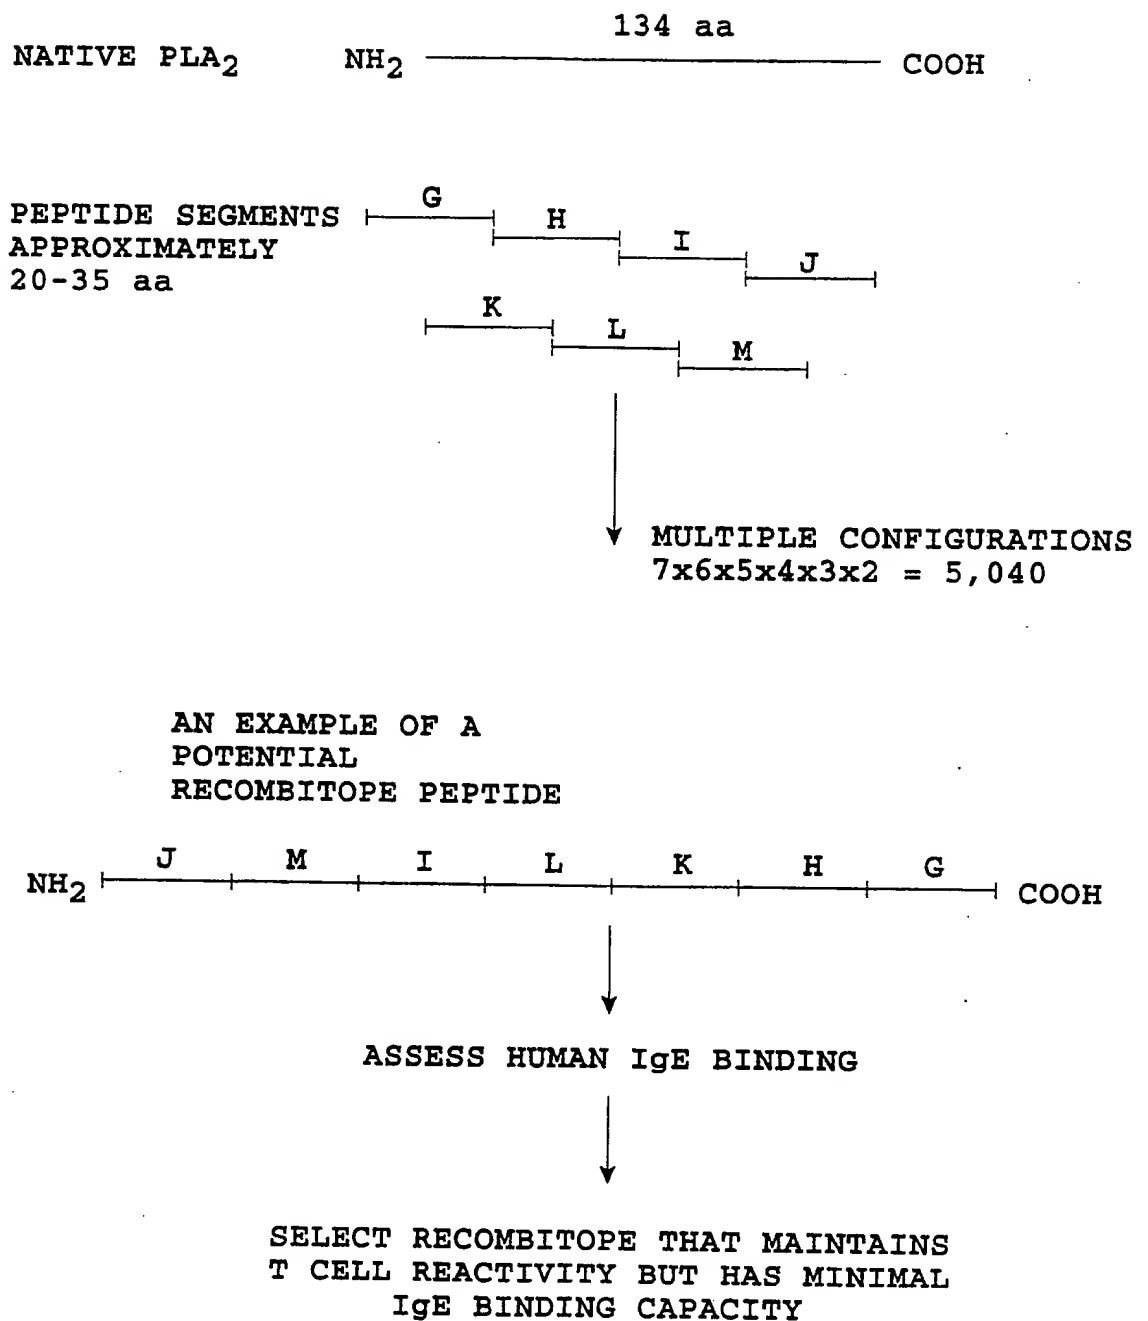 134 aa
NATIVE PLA2 NH2 COOH
G
H
I
J
PEPTIDE SEGMENTS
APPROXIMATELY
20-35 aa
K
L
M
MULTIPLE CONFIGURATIONS
7x6x5x4x3x2 = 5,040
AN EXAMPLE OF A
POTENTIAL
RECOMBITOPE PEPTIDE
J M I L K H G
NH2 COOH
ASSESS HUMAN IgE BINDING
SELECT RECOMBITOPE THAT MAINTAINS
T CELL REACTIVITY BUT HAS MINIMAL
IgE BINDING CAPACITY